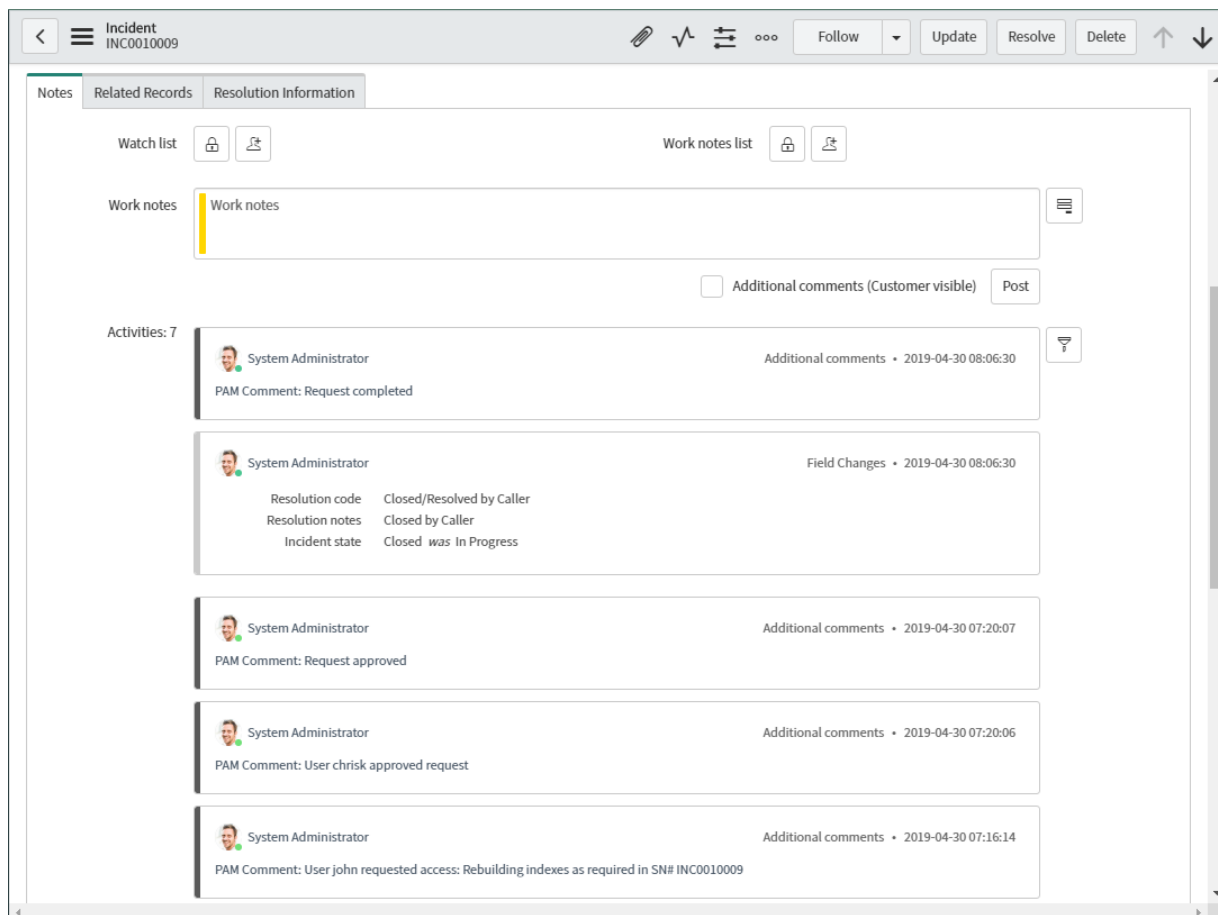 Incident
INC0010009
Follow
Update
Resolve
Delete
Notes
Related Records
Resolution Information
Watch list
Work notes list
Work notes
Work notes
Additional comments (Customer visible)
Post
Activities: 7
System Administrator
Additional comments • 2019-04-30 08:06:30
PAM Comment: Request completed
System Administrator
Field Changes • 2019-04-30 08:06:30
Resolution code Closed/Resolved by Caller
Resolution notes Closed by Caller
Incident state Closed was In Progress
System Administrator
Additional comments • 2019-04-30 07:20:07
PAM Comment: Request approved
System Administrator
Additional comments • 2019-04-30 07:20:06
PAM Comment: User chrisk approved request
System Administrator
Additional comments • 2019-04-30 07:16:14
PAM Comment: User john requested access: Rebuilding indexes as required in SN# INC0010009